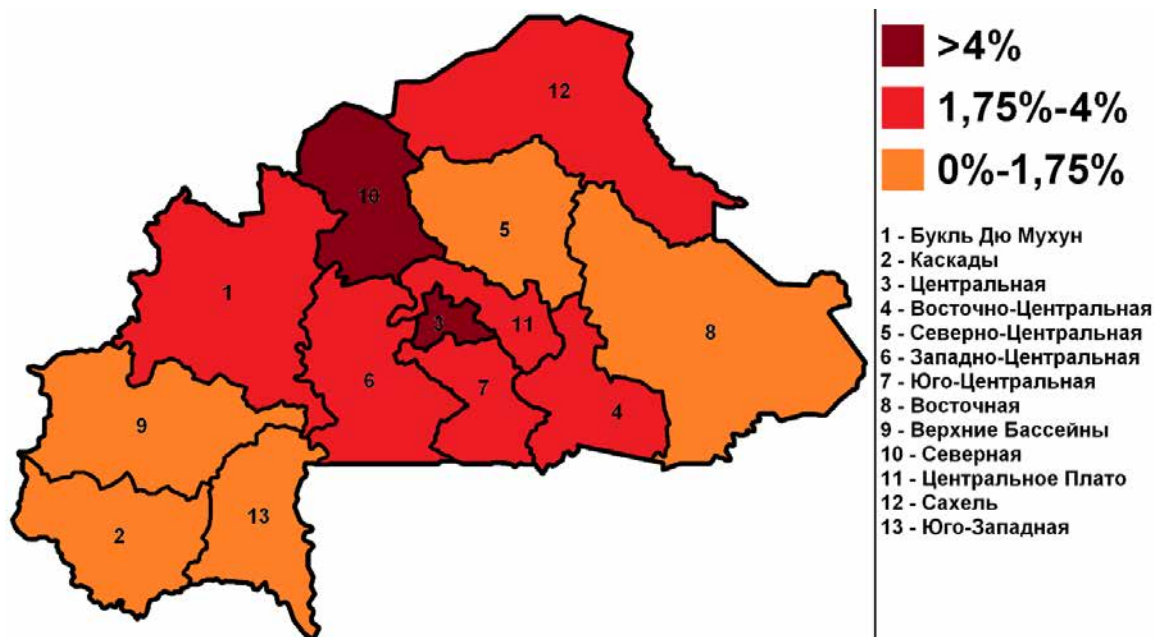 12
10
5
1
3
11
8
6
7
4
9
13
2
>4%
1,75%-4%
0%-1,75%
1 - Букль Дю Мухун
2 - Каскады
3 - Центральная
4 - Восточно-Центральная
5 - Северно-Центральная
6 - Западно-Центральная
7 - Юго-Центральная
8 - Восточная
9 - Верхние Бассейны
10 - Северная
11 - Центральное Плато
12 - Сахель
13 - Юго-Западная